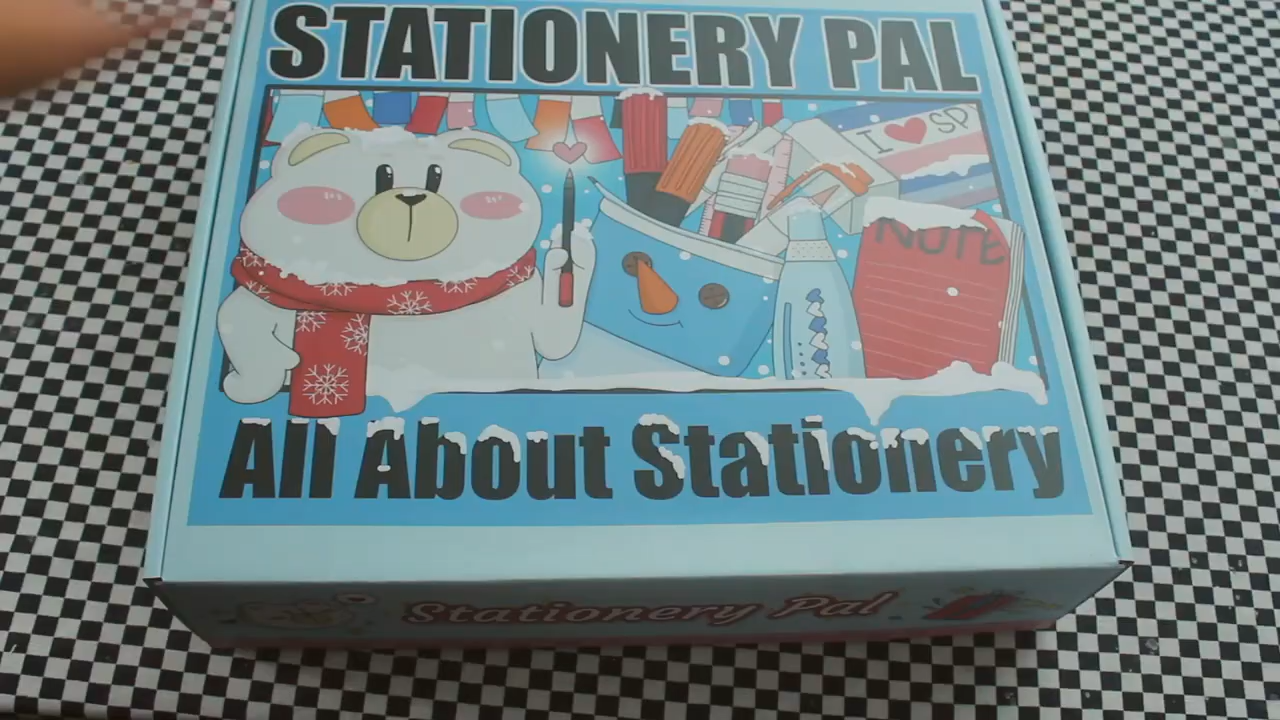 STATIONERY PAL
I ❤ SP
NOTE
All About Stationery
Stationery Pal